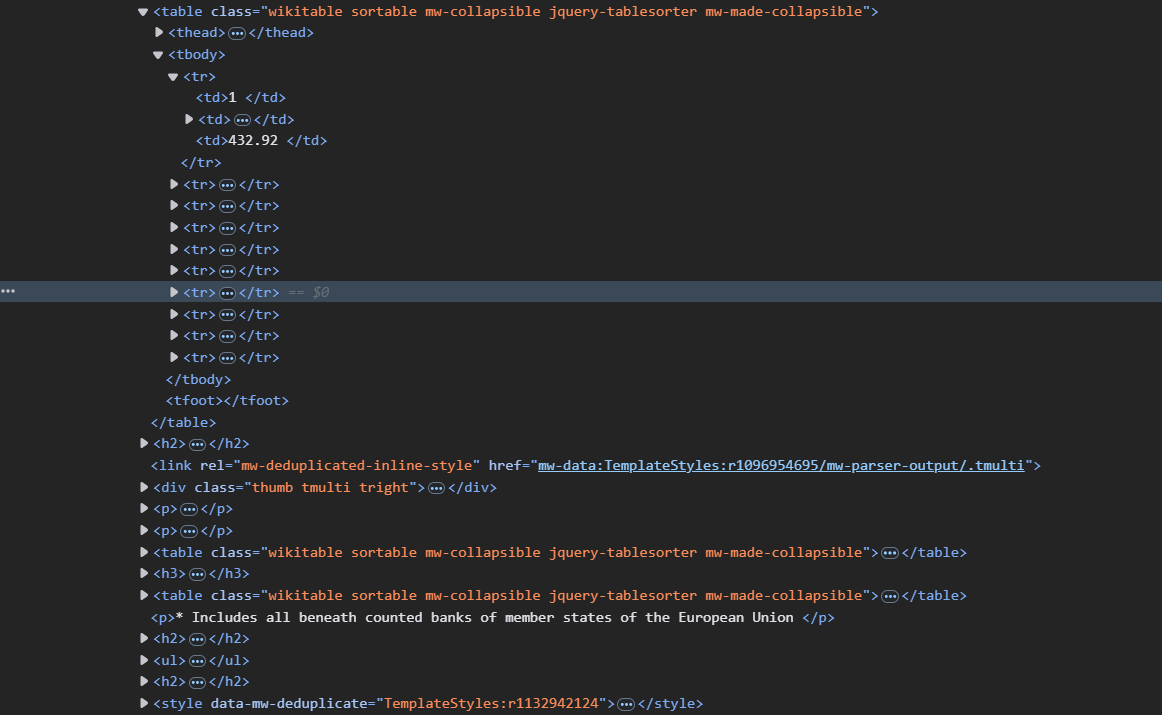 ▼<table class="wikitable sortable mw-collapsible jquery-tablesorter mw-made-collapsible">
▶<thead>…</thead>
▼<tbody>
▼<tr>
<td>1 </td>
▶<td>…</td>
<td>432.92 </td>
</tr>
▶<tr>…</tr>
▶<tr>…</tr>
▶<tr>…</tr>
▶<tr>…</tr>
▶<tr>…</tr>
… ▶<tr>…</tr> == $0
▶<tr>…</tr>
▶<tr>…</tr>
▶<tr>…</tr>
</tbody>
<tfoot></tfoot>
</table>
▶<h2>…</h2>
<link rel="mw-deduplicated-inline-style" href="mw-data:TemplateStyles:r1096954695/mw-parser-output/.tmulti">
▶<div class="thumb tmulti tright">…</div>
▶<p>…</p>
▶<p>…</p>
▶<table class="wikitable sortable mw-collapsible jquery-tablesorter mw-made-collapsible">…</table>
▶<h3>…</h3>
▶<table class="wikitable sortable mw-collapsible jquery-tablesorter mw-made-collapsible">…</table>
<p>* Includes all beneath counted banks of member states of the European Union </p>
▶<h2>…</h2>
▶<ul>…</ul>
▶<h2>…</h2>
▶<style data-mw-deduplicate="TemplateStyles:r1132942124">…</style>